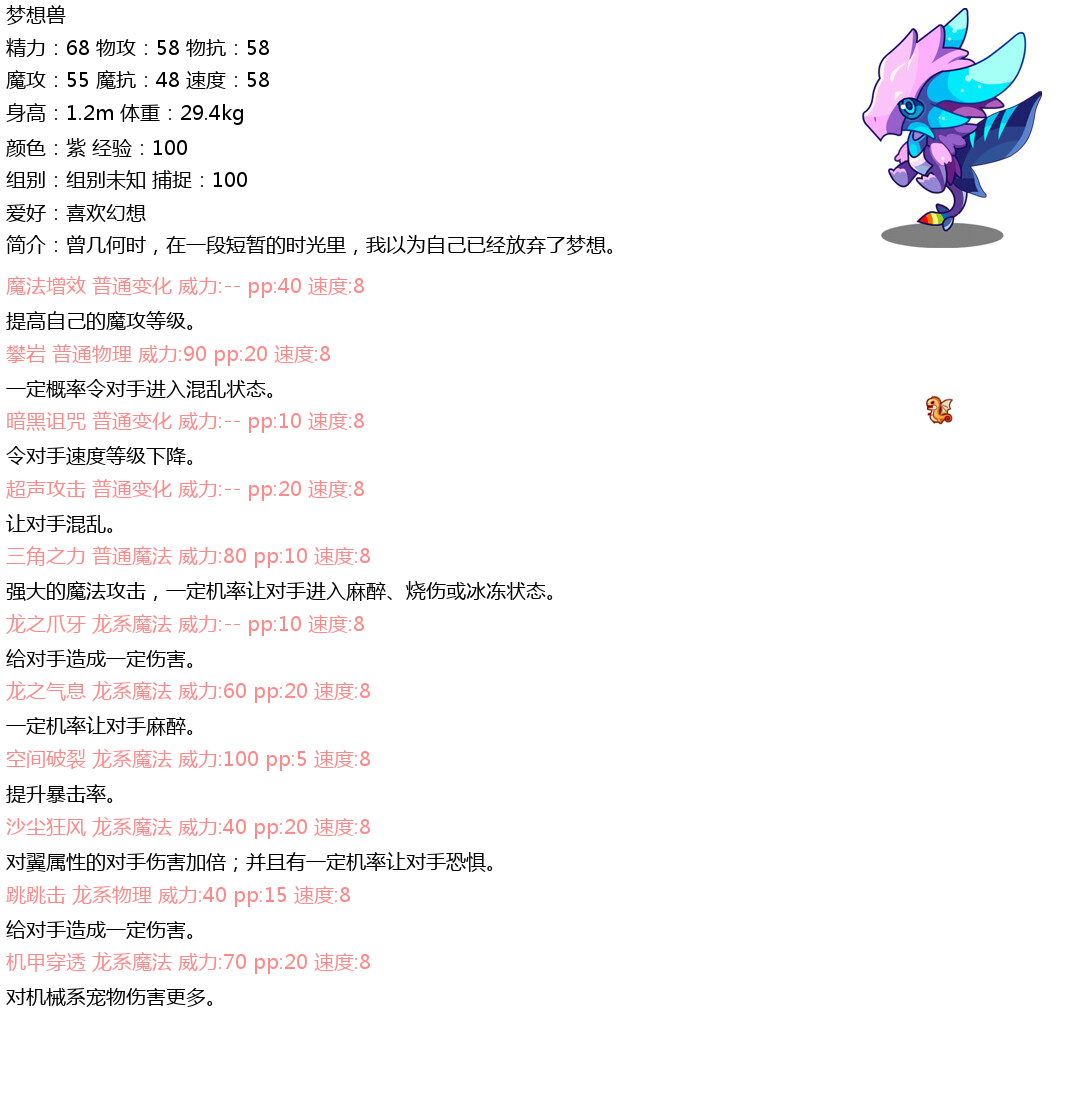 梦想兽
精力：68 物攻：58 物抗：58
魔攻：55 魔抗：48 速度：58
身高：1.2m 体重：29.4kg
颜色：紫 经验：100
组别：组别未知 捕捉：100
爱好：喜欢幻想
简介：曾几何时，在一段短暂的时光里，我以为自己已经放弃了梦想。
魔法增效 普通变化 威力:-- pp:40 速度:8
提高自己的魔攻等级。
攀岩 普通物理 威力:90 pp:20 速度:8
一定概率令对手进入混乱状态。
暗黑诅咒 普通变化 威力:-- pp:10 速度:8
令对手速度等级下降。
超声攻击 普通变化 威力:-- pp:20 速度:8
让对手混乱。
三角之力 普通魔法 威力:80 pp:10 速度:8
强大的魔法攻击，一定机率让对手进入麻醉、烧伤或冰冻状态。
龙之爪牙 龙系魔法 威力:-- pp:10 速度:8
给对手造成一定伤害。
龙之气息 龙系魔法 威力:60 pp:20 速度:8
一定机率让对手麻醉。
空间破裂 龙系魔法 威力:100 pp:5 速度:8
提升暴击率。
沙尘狂风 龙系魔法 威力:40 pp:20 速度:8
对翼属性的对手伤害加倍；并且有一定机率让对手恐惧。
跳跳击 龙系物理 威力:40 pp:15 速度:8
给对手造成一定伤害。
机甲穿透 龙系魔法 威力:70 pp:20 速度:8
对机械系宠物伤害更多。